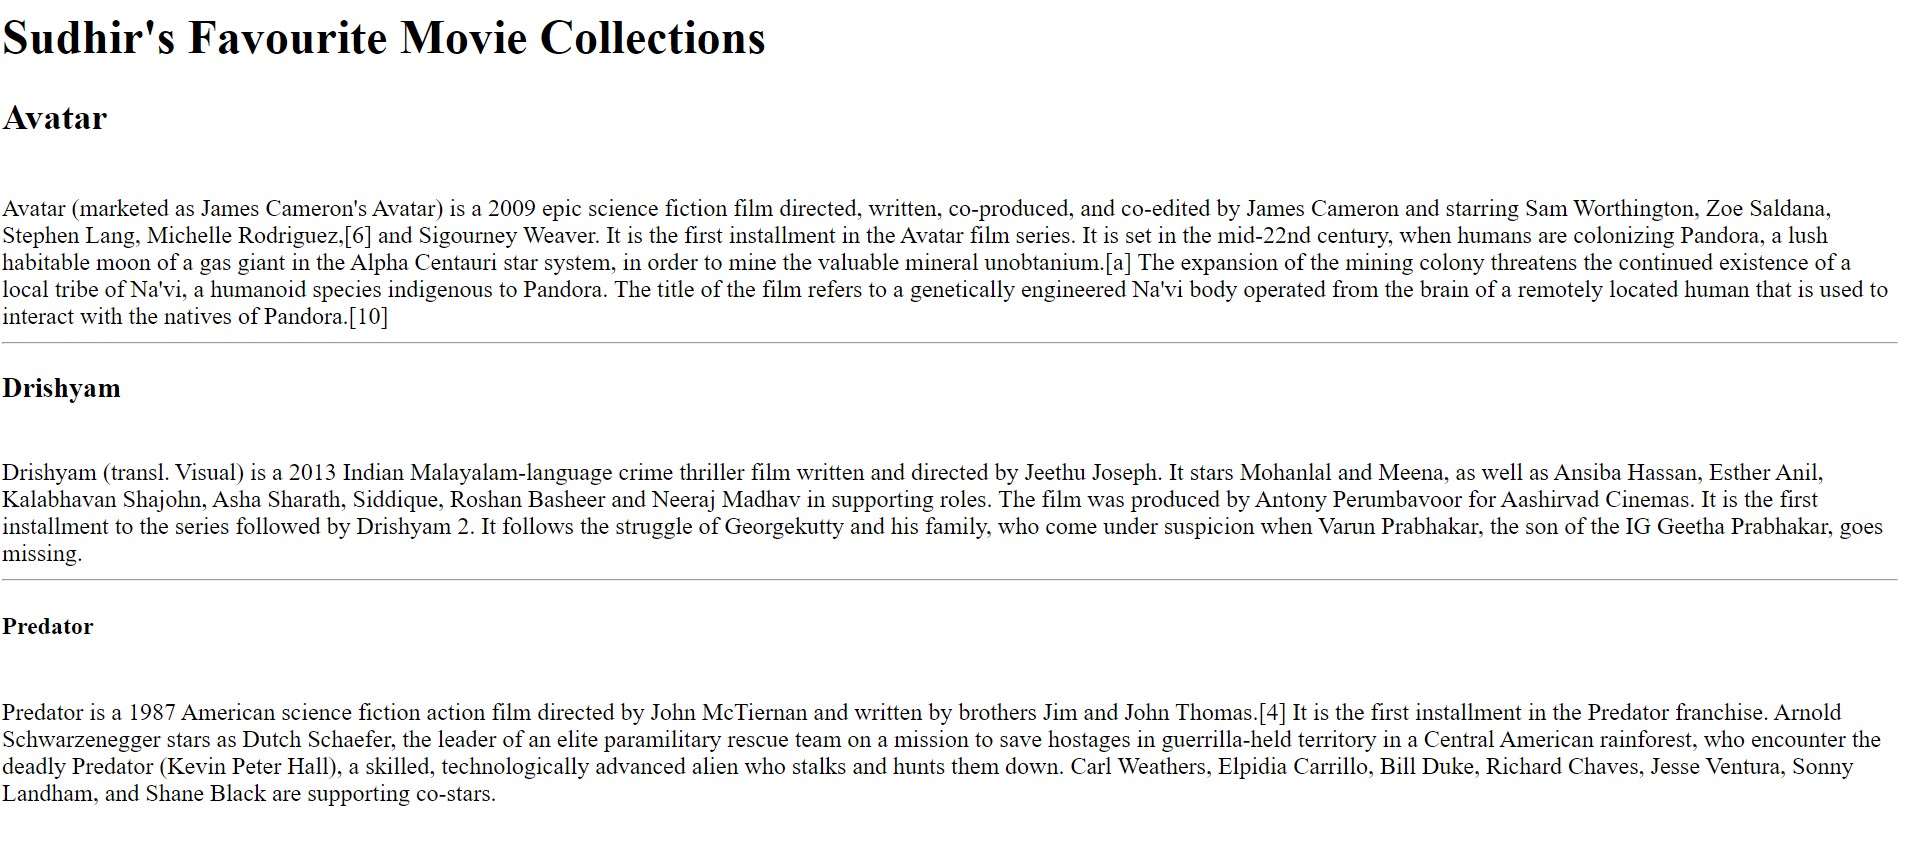 Sudhir's Favourite Movie Collections
Avatar
Avatar (marketed as James Cameron's Avatar) is a 2009 epic science fiction film directed, written, co-produced, and co-edited by James Cameron and starring Sam Worthington, Zoe Saldana,
Stephen Lang, Michelle Rodriguez,[6] and Sigourney Weaver. It is the first installment in the Avatar film series. It is set in the mid-22nd century, when humans are colonizing Pandora, a lush
habitable moon of a gas giant in the Alpha Centauri star system, in order to mine the valuable mineral unobtanium.[a] The expansion of the mining colony threatens the continued existence of a
local tribe of Na'vi, a humanoid species indigenous to Pandora. The title of the film refers to a genetically engineered Na'vi body operated from the brain of a remotely located human that is used to
interact with the natives of Pandora.[10]
Drishyam
Drishyam (transl. Visual) is a 2013 Indian Malayalam-language crime thriller film written and directed by Jeethu Joseph. It stars Mohanlal and Meena, as well as Ansiba Hassan, Esther Anil,
Kalabhavan Shajohn, Asha Sharath, Siddique, Roshan Basheer and Neeraj Madhav in supporting roles. The film was produced by Antony Perumbavoor for Aashirvad Cinemas. It is the first
installment to the series followed by Drishyam 2. It follows the struggle of Georgekutty and his family, who come under suspicion when Varun Prabhakar, the son of the IG Geetha Prabhakar, goes
missing.
Predator
Predator is a 1987 American science fiction action film directed by John McTiernan and written by brothers Jim and John Thomas.[4] It is the first installment in the Predator franchise. Arnold
Schwarzenegger stars as Dutch Schaefer, the leader of an elite paramilitary rescue team on a mission to save hostages in guerrilla-held territory in a Central American rainforest, who encounter the
deadly Predator (Kevin Peter Hall), a skilled, technologically advanced alien who stalks and hunts them down. Carl Weathers, Elpidia Carrillo, Bill Duke, Richard Chaves, Jesse Ventura, Sonny
Landham, and Shane Black are supporting co-stars.